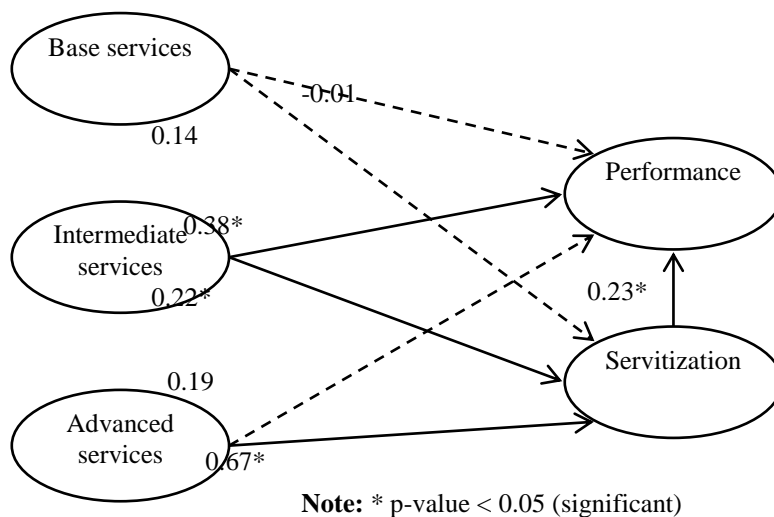 Base services
-0.01
0.14
Performance
0.38*
Intermediate
services
0.22*
0.23*
Servitization
0.19
Advanced
services
0.67*
Note: * p-value < 0.05 (significant)